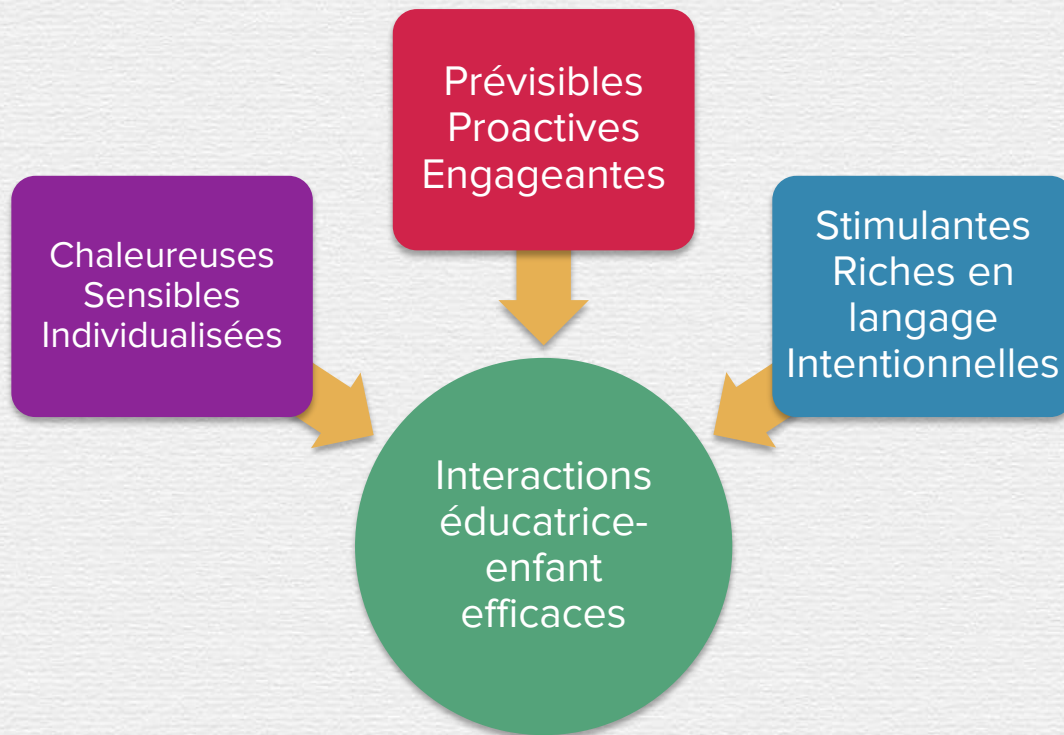 Prévisibles
Proactives
Engageantes
Chaleureuses
Sensibles
Individualisées
Stimulantes
Riches en
langage
Intentionnelles
Interactions
éducatrice-
enfant
efficaces